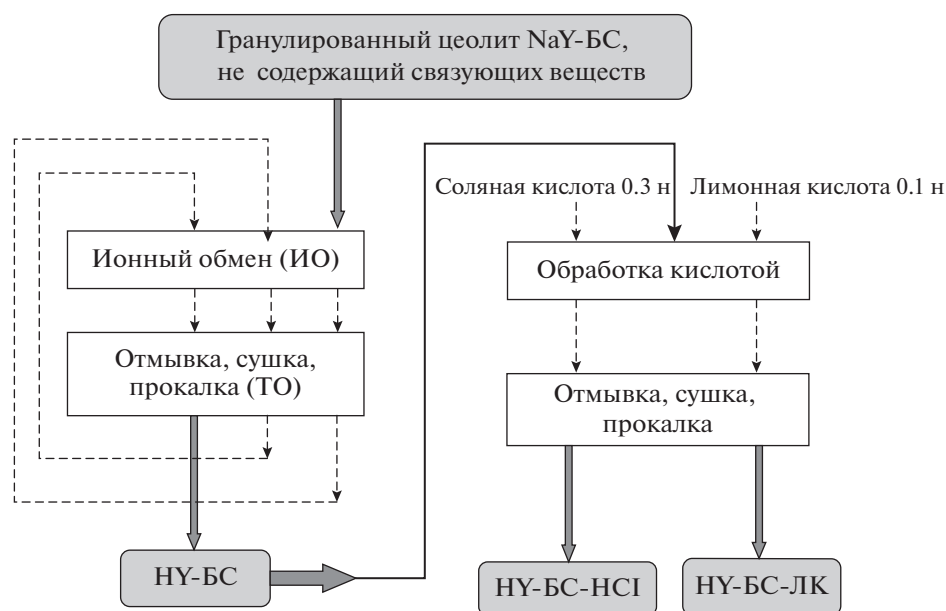 Гранулированный цеолит NaY-БС,
не содержащий связующих веществ
Соляная кислота 0.3 н
Лимонная кислота 0.1 н
Ионный обмен (ИО)
Обработка кислотой
Отмывка, сушка,
прокалка (ТО)
Отмывка, сушка,
прокалка
HY-БС
HY-БС-HCl
HY-БС-ЛК